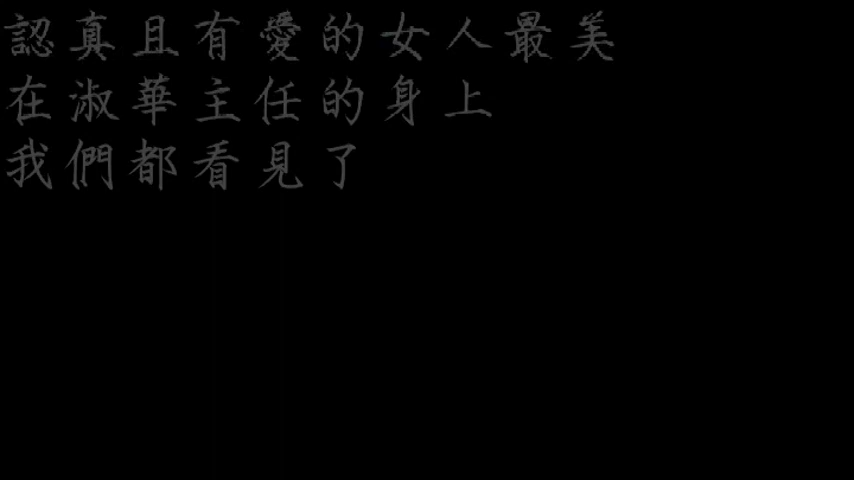 認真且有愛的女人最美
在淑華主任的身上
我們都看見了